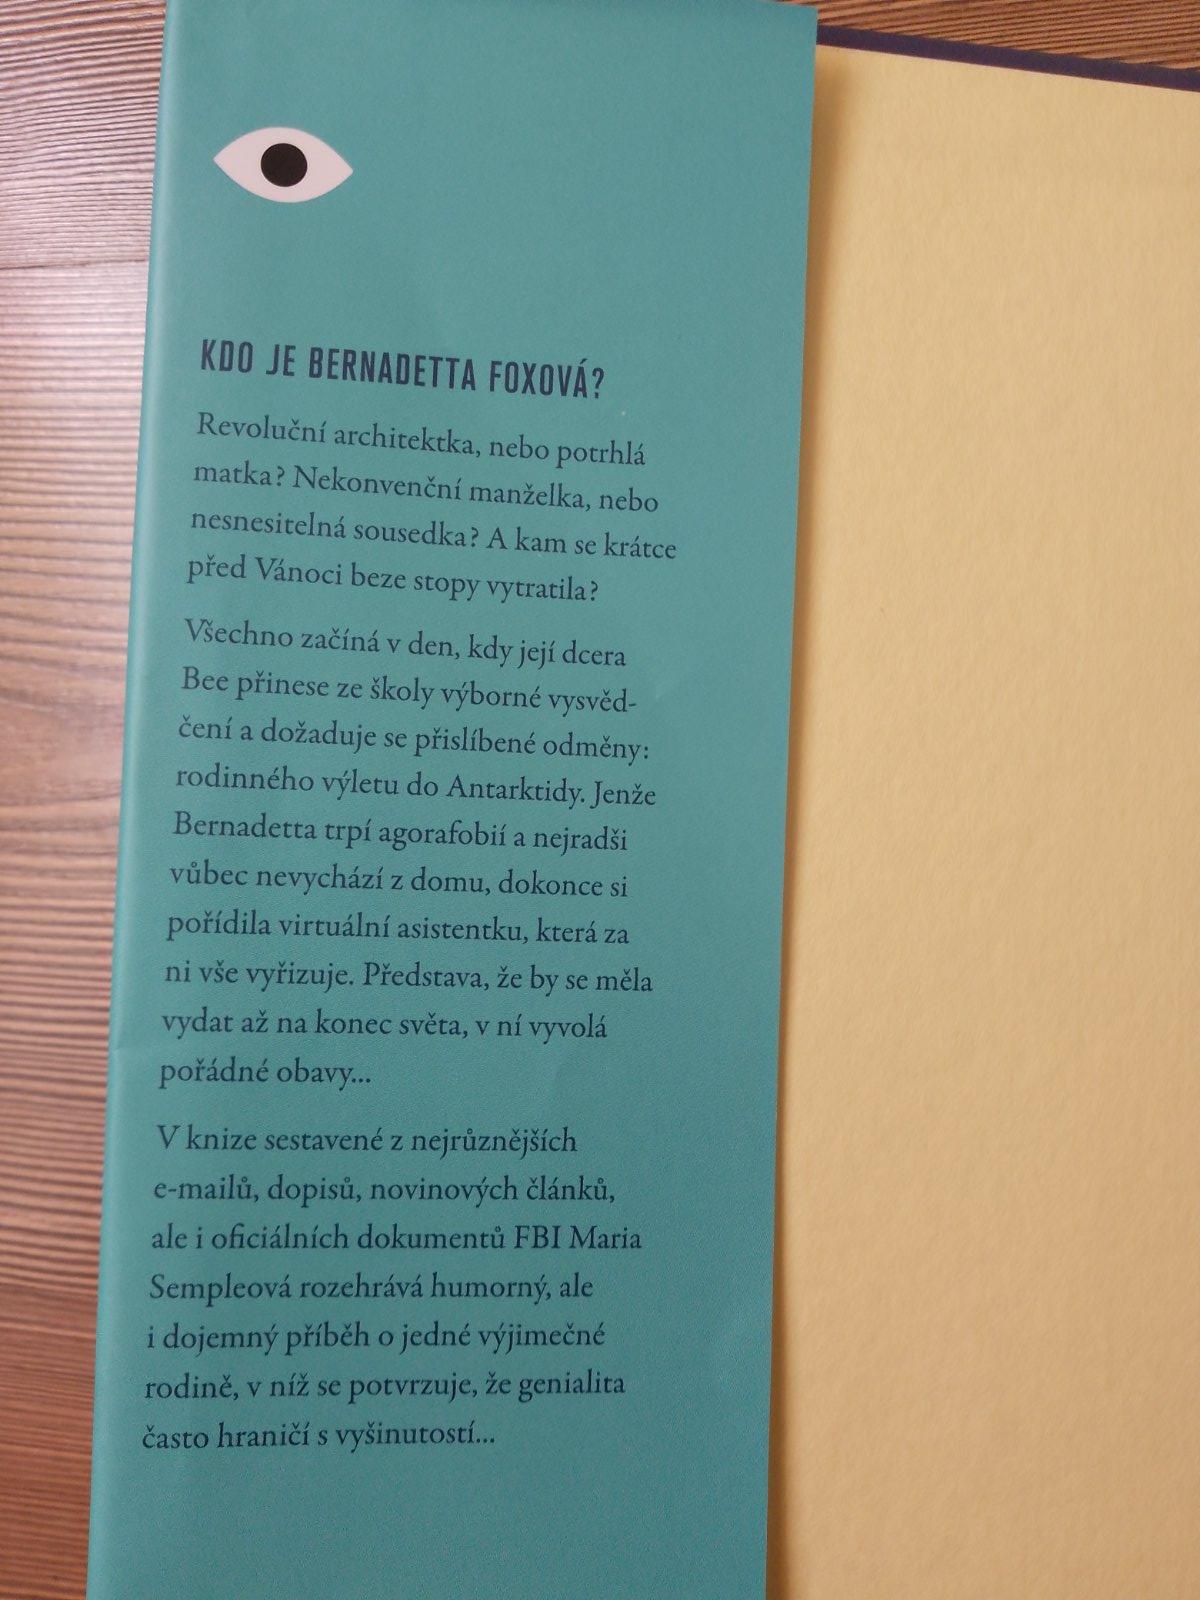 KDO JE BERNADETTA FOXOVÁ?
Revoluční architektka, nebo potrhlá
matka? Nekonvenční manželka, nebo
nesnesitelná sousedka? A kam se krátce
před Vánoci beze stopy vytratila?
Všechno začíná v den, kdy její dcera
Bee přinese ze školy výborné vysvěd-
čení a dožaduje se přislíbené odměny:
rodinného výletu do Antarktidy. Jenže
Bernadetta trpí agorafobií a nejradši
vůbec nevychází z domu, dokonce si
pořídila virtuální asistentku, která za
ni vše vyřizuje. Představa, že by se měla
vydat až na konec světa, v ní vyvolá
pořádné obavy...
V knize sestavené z nejrůznějších
e-mailů, dopisů, novinových článků,
ale i oficiálních dokumentů FBI Maria
Sempleová rozehrává humorný, ale
i dojemný příběh o jedné výjimečné
rodině, v níž se potvrzuje, že genialita
často hraničí s vyšinutostí...